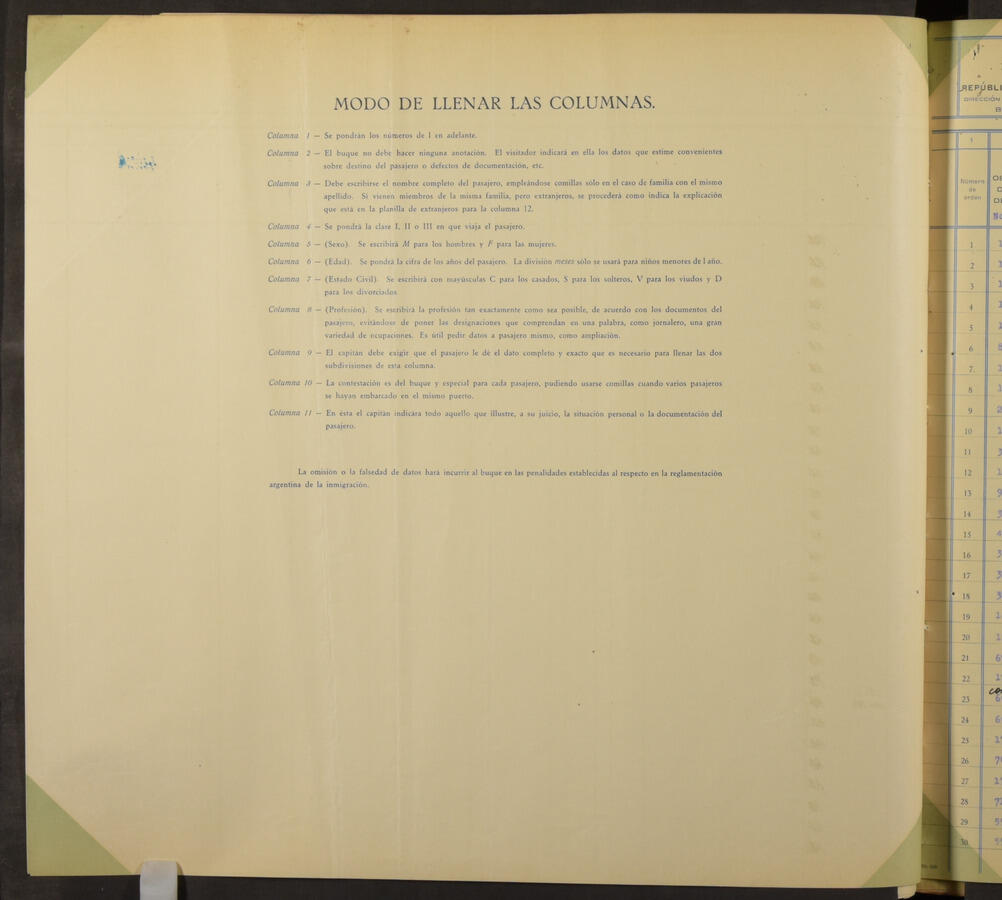 MODO DE LLENAR LAS COLUMNAS.
Columna 1 — Se pondrán los números de 1 en adelante.
Columna 2 — El buque no debe hacer ninguna anotación. El visitador indicará en ella los datos que estime convenientes
sobre destino del pasajero o defectos de documentación, etc.
Columna 3 — Debe escribirse el nombre completo del pasajero, empleándose comillas sólo en el caso de familia con el mismo
apellido. Si vienen miembros de la misma familia, pero extranjeros, se procederá como indica la explicación
que está en la planilla de extranjeros para la columna 12.
Columna 4 — Se pondrá la clase I, II o III en que viaja el pasajero.
Columna 5 — (Sexo). Se escribirá M para los hombres y F para las mujeres.
Columna 6 — (Edad). Se pondrá la cifra de los años del pasajero. La división meses sólo se usará para niños menores de 1 año.
Columna 7 — (Estado Civil). Se escribirá con mayúsculas C para los casados, S para los solteros, V para los viudos y D
para los divorciados
Columna 8 — (Profesión). Se escribirá la profesión tan exactamente como sea posible, de acuerdo con los documentos del
pasajero, evitándose de poner las designaciones que comprendan en una palabra, como jornalero, una gran
variedad de ocupaciones. Es útil pedir datos a pasajero mismo, como ampliación.
Columna 9 — El capitán debe exigir que el pasajero le dé el dato completo y exacto que es necesario para llenar las dos
subdivisiones de esta columna.
Columna 10 — La contestación es del buque y especial para cada pasajero, pudiendo usarse comillas cuando varios pasajeros
se hayan embarcado en el mismo puerto.
Columna 11 — En ésta el capitán indicará todo aquello que illustre, a su juicio, la situación personal o la documentación del
pasajero.
La omisión o la falsedad de datos hará incurrir al buque en las penalidades establecidas al respecto en la reglamentación
argentina de la inmigración.
REPÚBLI
DIRECCIÓN
1
Número
de
orden
1
2
3
4
5
6
7.
8
9
10
11
12
13
14
15
16
17
18
19
20
21
22
23
24
25
26
27
28
29
30